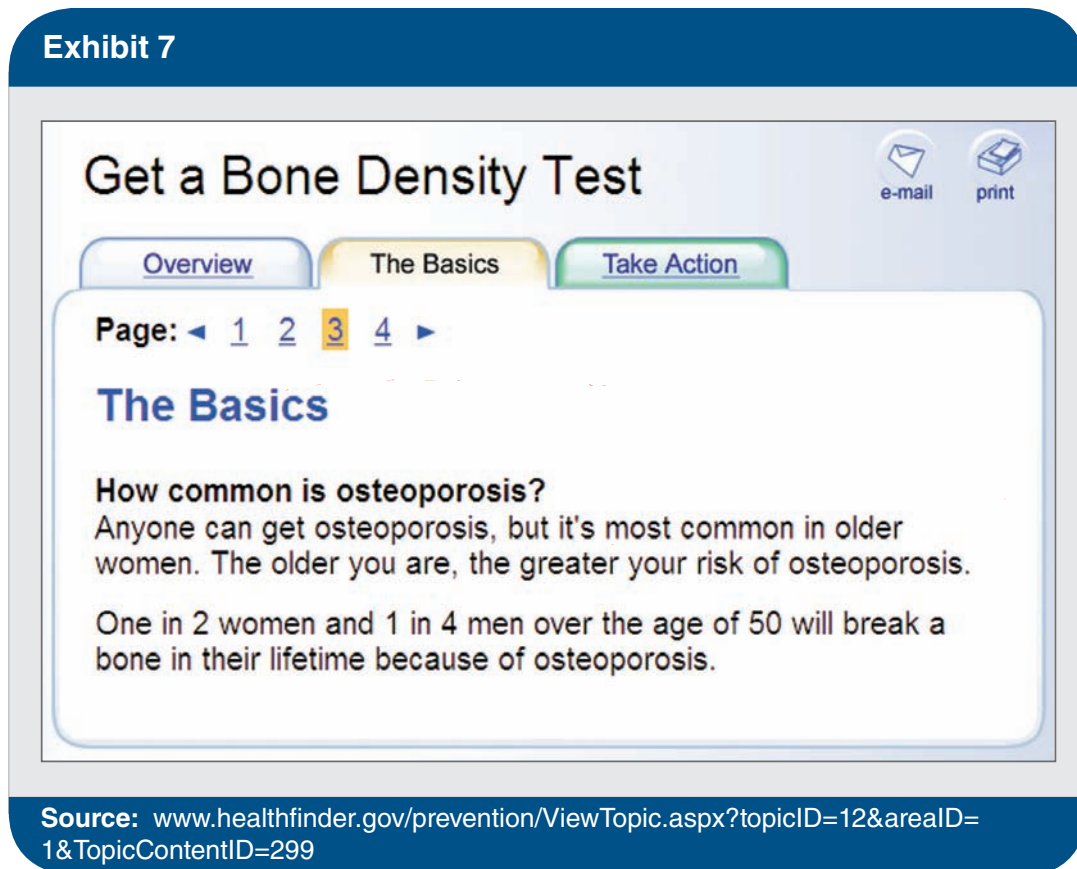 Exhibit 7
Get a Bone Density Test
e-mail print
Overview The Basics Take Action
Page: ◄ 1 2 3 4 ►
The Basics
How common is osteoporosis?
Anyone can get osteoporosis, but it's most common in older
women. The older you are, the greater your risk of osteoporosis.
One in 2 women and 1 in 4 men over the age of 50 will break a
bone in their lifetime because of osteoporosis.
Source: www.healthfinder.gov/prevention/ViewTopic.aspx?topicID=12&areaID=
1&TopicContentID=299